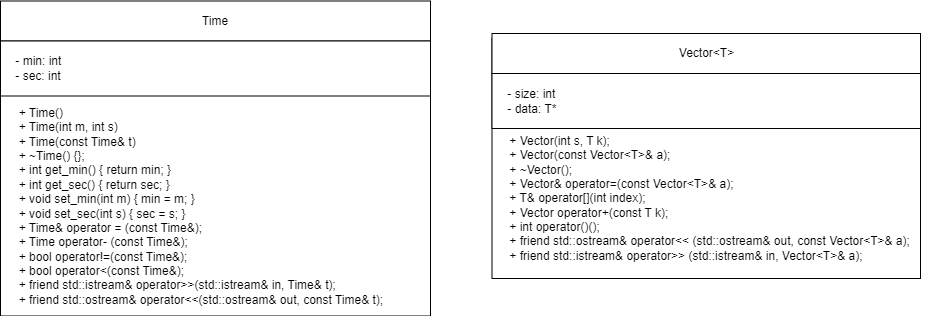 Time
- min: int
- sec: int
+ Time()
+ Time(int m, int s)
+ Time(const Time& t)
+ ~Time() {};
+ int get_min() { return min; }
+ int get_sec() { return sec; }
+ void set_min(int m) { min = m; }
+ void set_sec(int s) { sec = s; }
+ Time& operator = (const Time&);
+ Time operator- (const Time&);
+ bool operator!=(const Time&);
+ bool operator<(const Time&);
+ friend std::istream& operator>>(std::istream& in, Time& t);
+ friend std::ostream& operator<<(std::ostream& out, const Time& t);
Vector<T>
- size: int
- data: T*
+ Vector(int s, T k);
+ Vector(const Vector<T>& a);
+ ~Vector();
+ Vector& operator=(const Vector<T>& a);
+ T& operator[](int index);
+ Vector operator+(const T k);
+ int operator()();
+ friend std::ostream& operator<< (std::ostream& out, const Vector<T>& a);
+ friend std::istream& operator>> (std::istream& in, Vector<T>& a);